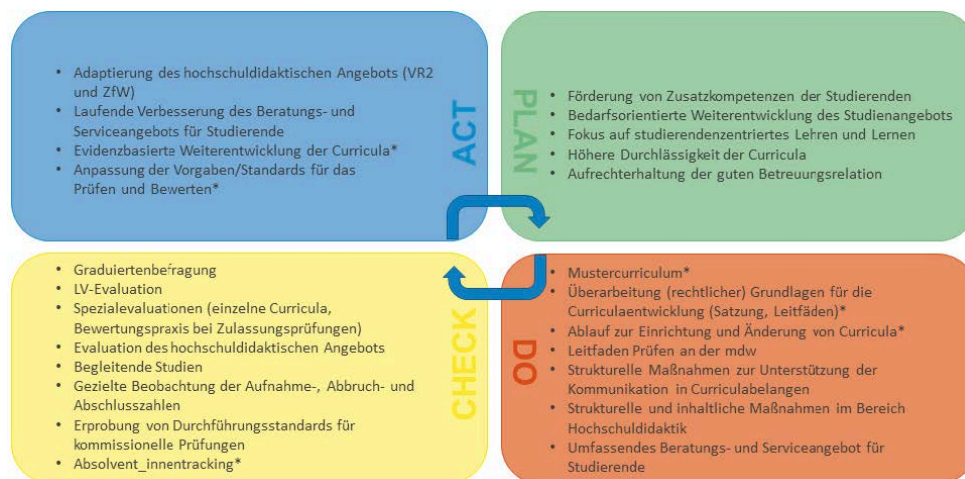 • Adaptierung des hochschuldidaktischen Angebots (VR2
und ZfW)
• Laufende Verbesserung des Beratungs- und
Serviceangebots für Studierende
• Evidenzbasierte Weiterentwicklung der Curricula*
• Anpassung der Vorgaben/Standards für das
Prüfen und Bewerten*
ACT
PLAN
• Förderung von Zusatzkompetenzen der Studierenden
• Bedarfsorientierte Weiterentwicklung des Studienangebots
• Fokus auf studierendenzentriertes Lehren und Lernen
• Höhere Durchlässigkeit der Curricula
• Aufrechterhaltung der guten Betreuungsrelation
• Graduiertenbefragung
• LV-Evaluation
• Spezialevaluationen (einzelne Curricula,
Bewertungspraxis bei Zulassungsprüfungen)
• Evaluation des hochschuldidaktischen Angebots
• Begleitende Studien
• Gezielte Beobachtung der Aufnahme-, Abbruch- und
Abschlusszahlen
• Erprobung von Durchführungsstandards für
kommissionelle Prüfungen
• Absolvent_innentracking*
CHECK
DO
• Mustercurriculum*
• Überarbeitung (rechtlicher) Grundlagen für die
Curriculaentwicklung (Satzung, Leitfäden)*
• Ablauf zur Einrichtung und Änderung von Curricula*
• Leitfaden Prüfen an der mdw
• Strukturelle Maßnahmen zur Unterstützung der
Kommunikation in Curriculabelangen
• Strukturelle und inhaltliche Maßnahmen im Bereich
Hochschuldidaktik
• Umfassendes Beratungs- und Serviceangebot für
Studierende